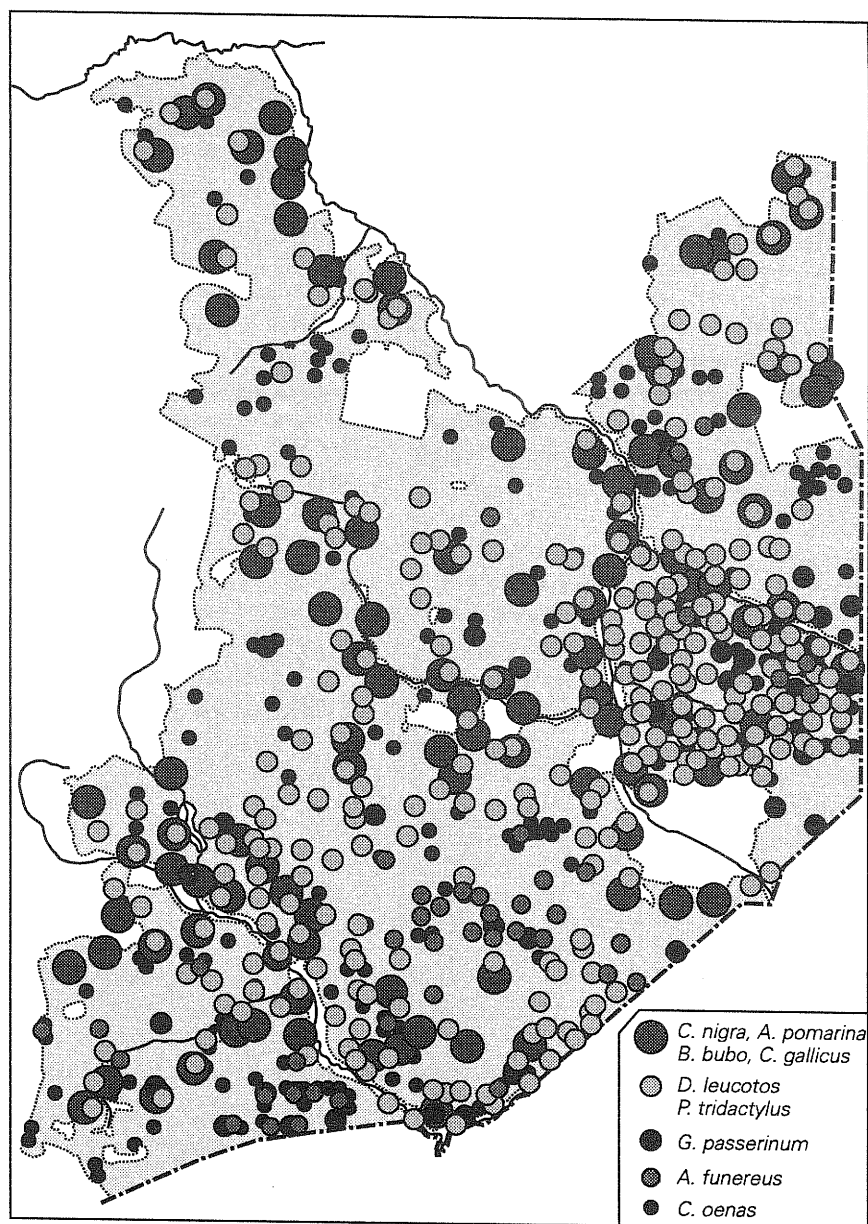 C. nigra, A. pomarina
B. bubo, C. gallicus
D. leucotos
P. tridactylus
G. passerinum
A. funereus
C. oenas